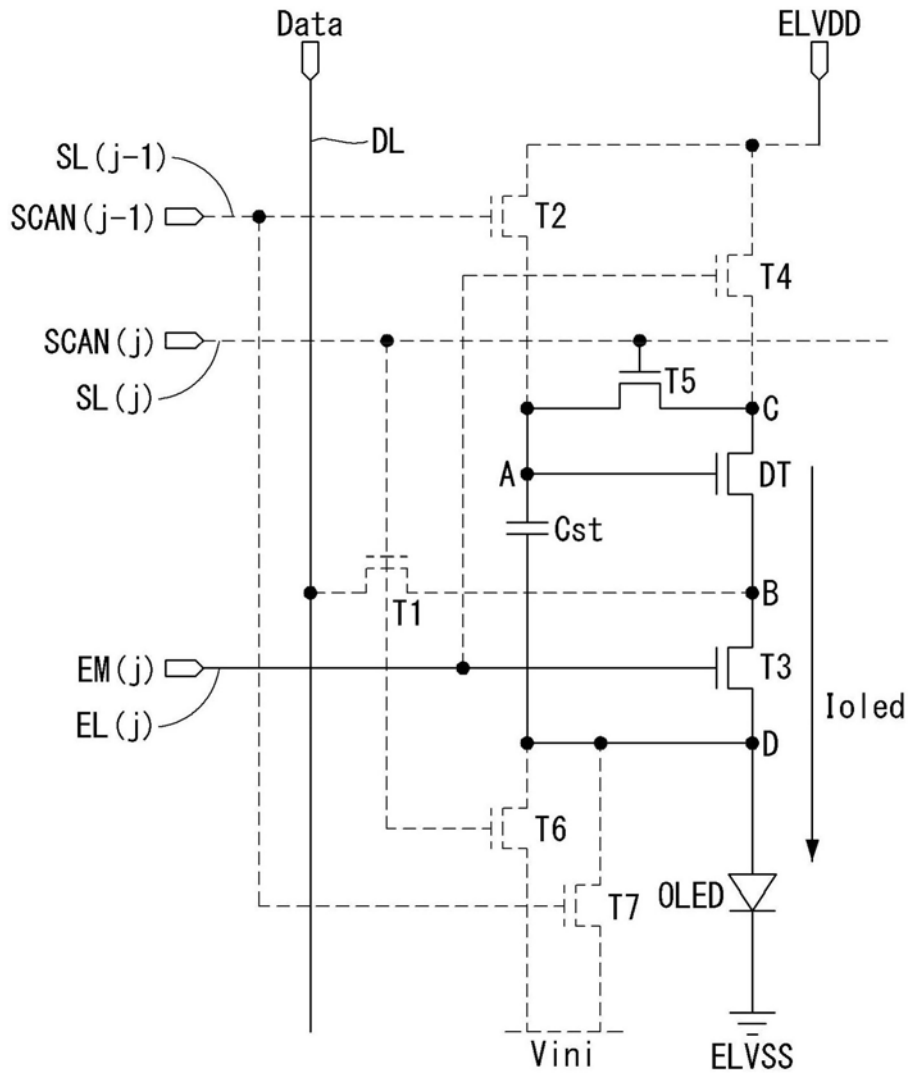 Data
ELVDD
DL
SL(j-1)
SCAN(j-1)
T2
T4
SCAN(j)
SL(j)
T5
C
A
DT
Cst
T1
B
EM(j)
T3
EL(j)
Ioled
D
T6
T7
OLED
Vini
ELVSS